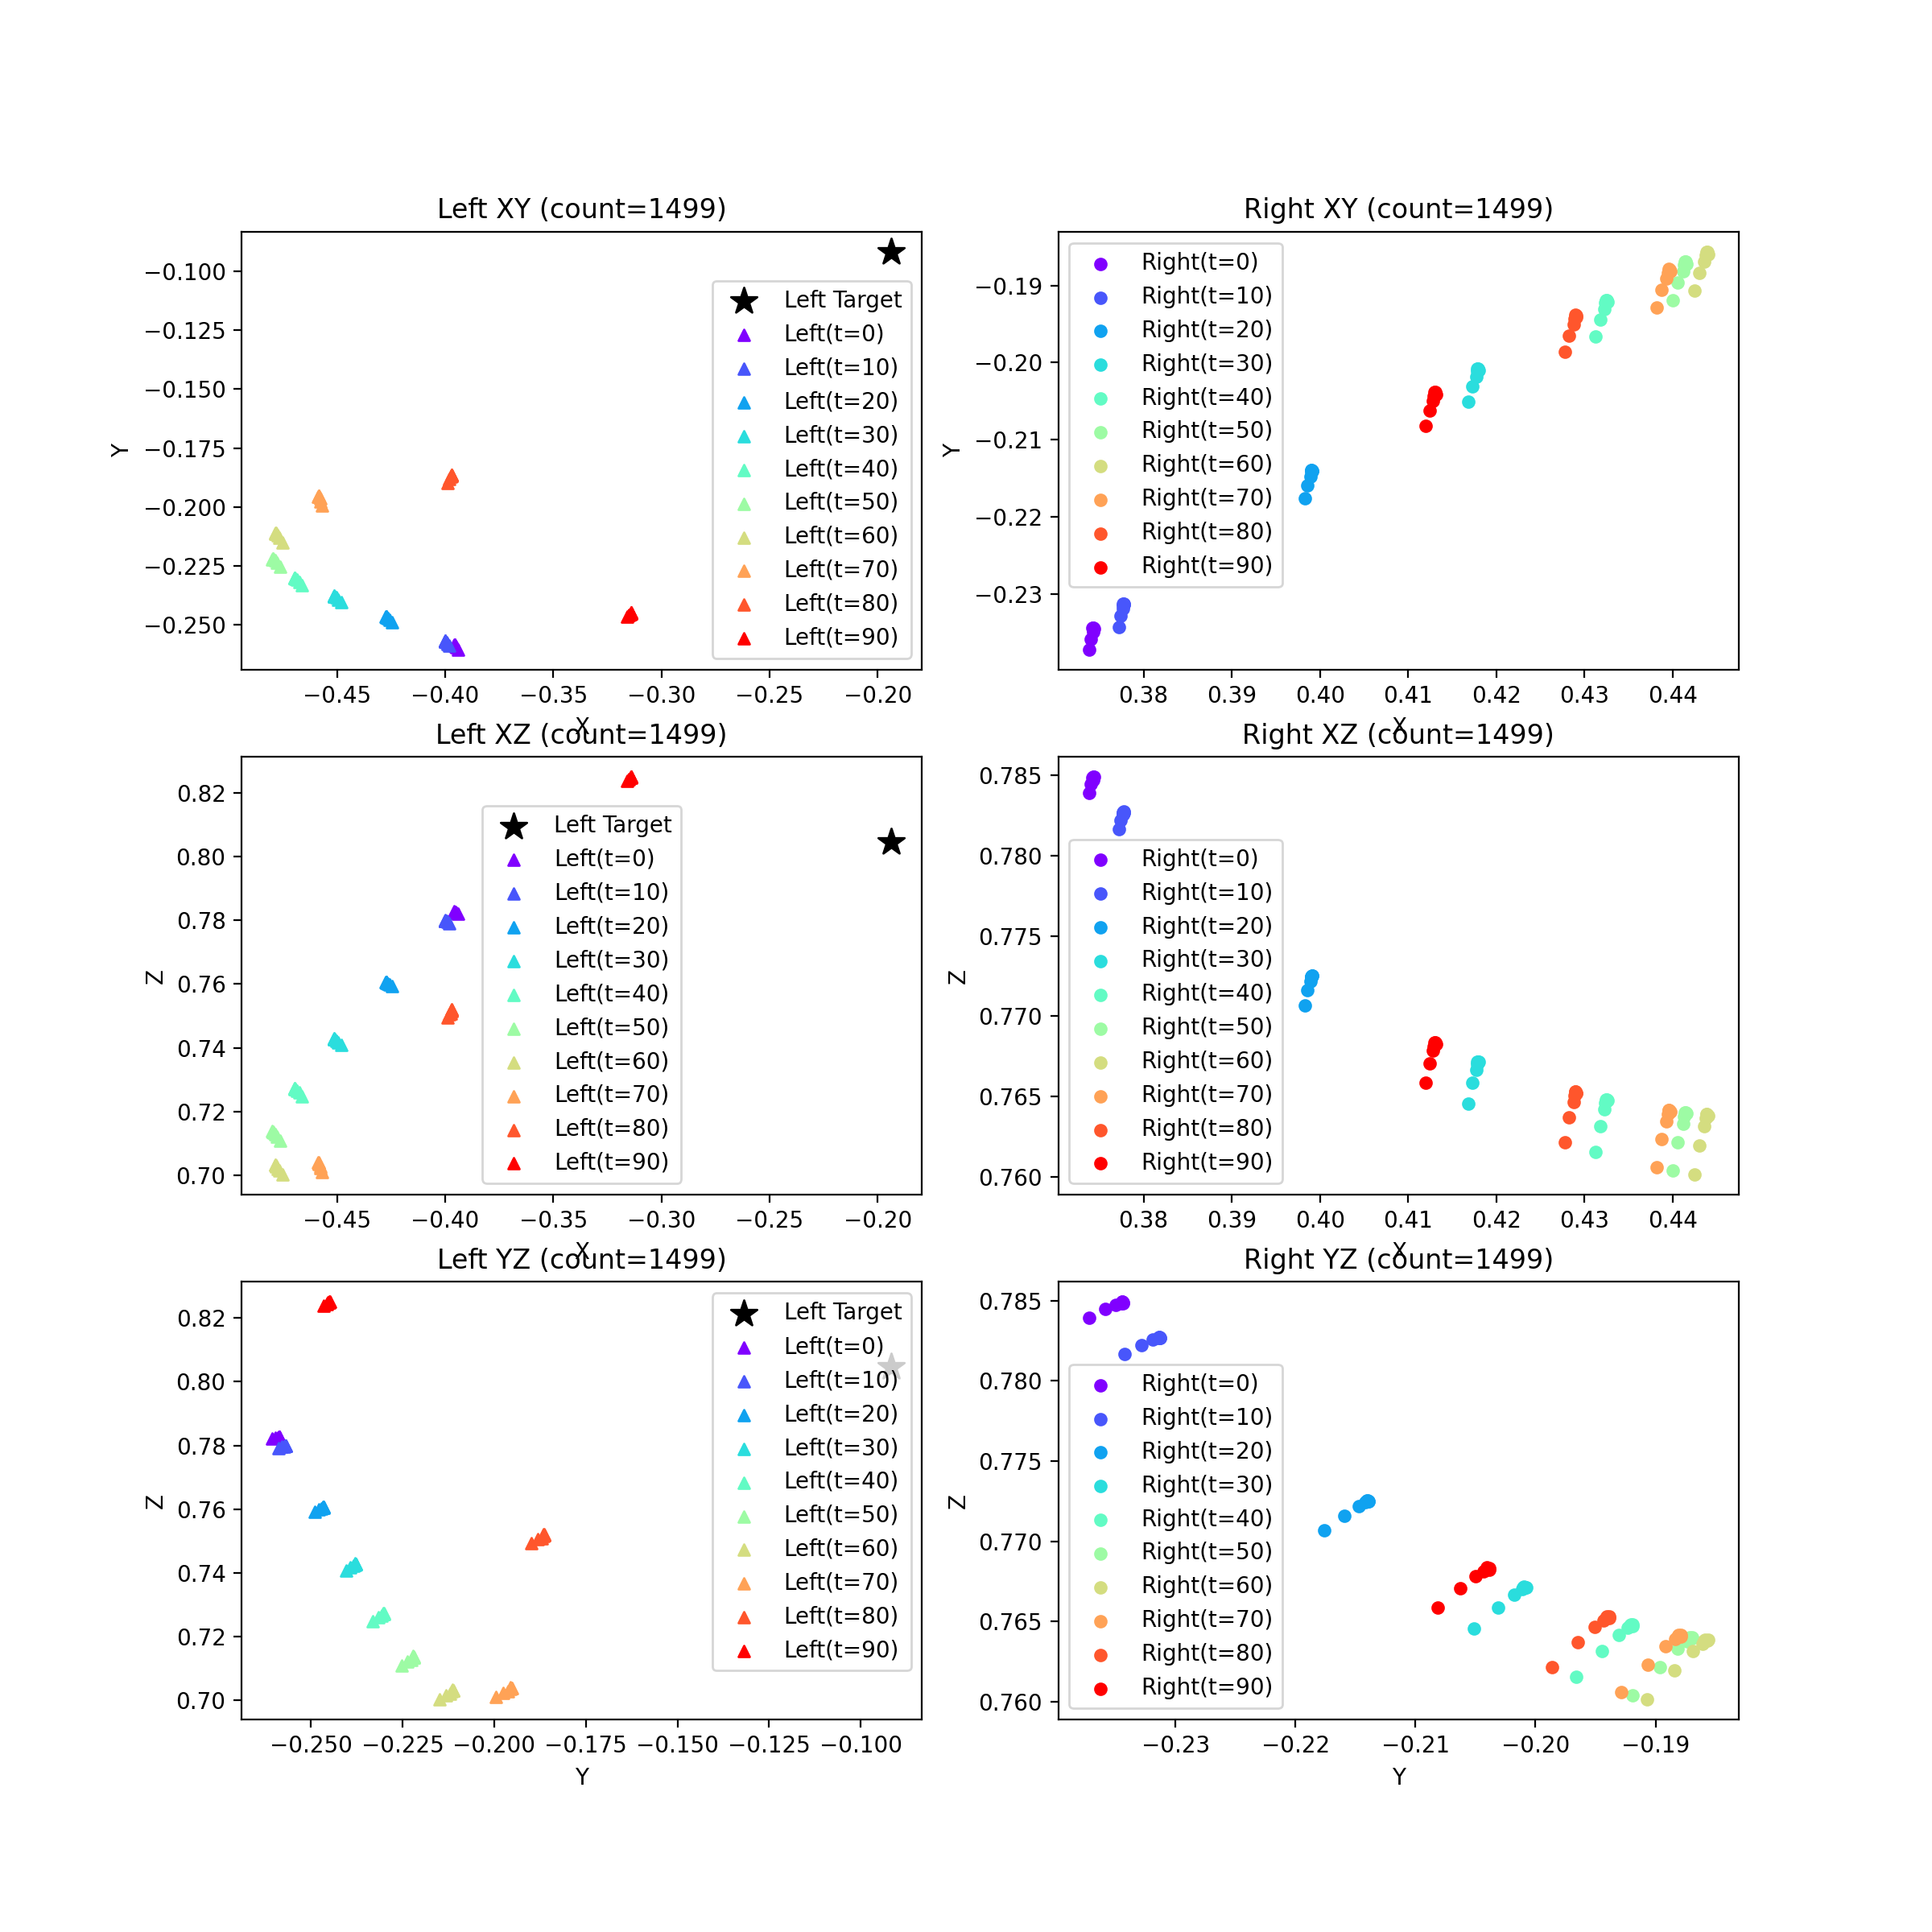 Left XY (count=1499)
Y
−0.100
−0.125
−0.150
−0.175
−0.200
−0.225
−0.250
Left Target
Left(t=0)
Left(t=10)
Left(t=20)
Left(t=30)
Left(t=40)
Left(t=50)
Left(t=60)
Left(t=70)
Left(t=80)
Left(t=90)
−0.45 −0.40 −0.35 −0.30 −0.25 −0.20
X
Right XY (count=1499)
Y
−0.19
−0.20
−0.21
−0.22
−0.23
Right(t=0)
Right(t=10)
Right(t=20)
Right(t=30)
Right(t=40)
Right(t=50)
Right(t=60)
Right(t=70)
Right(t=80)
Right(t=90)
0.38 0.39 0.40 0.41 0.42 0.43 0.44
X
Left XZ (count=1499)
Z
0.82
0.80
0.78
0.76
0.74
0.72
0.70
Left Target
Left(t=0)
Left(t=10)
Left(t=20)
Left(t=30)
Left(t=40)
Left(t=50)
Left(t=60)
Left(t=70)
Left(t=80)
Left(t=90)
−0.45 −0.40 −0.35 −0.30 −0.25 −0.20
X
Right XZ (count=1499)
Z
0.785
0.780
0.775
0.770
0.765
0.760
Right(t=0)
Right(t=10)
Right(t=20)
Right(t=30)
Right(t=40)
Right(t=50)
Right(t=60)
Right(t=70)
Right(t=80)
Right(t=90)
0.38 0.39 0.40 0.41 0.42 0.43 0.44
X
Left YZ (count=1499)
Z
0.82
0.80
0.78
0.76
0.74
0.72
0.70
Left Target
Left(t=0)
Left(t=10)
Left(t=20)
Left(t=30)
Left(t=40)
Left(t=50)
Left(t=60)
Left(t=70)
Left(t=80)
Left(t=90)
−0.250 −0.225 −0.200 −0.175 −0.150 −0.125 −0.100
Y
Right YZ (count=1499)
Z
0.785
0.780
0.775
0.770
0.765
0.760
Right(t=0)
Right(t=10)
Right(t=20)
Right(t=30)
Right(t=40)
Right(t=50)
Right(t=60)
Right(t=70)
Right(t=80)
Right(t=90)
−0.23 −0.22 −0.21 −0.20 −0.19
Y